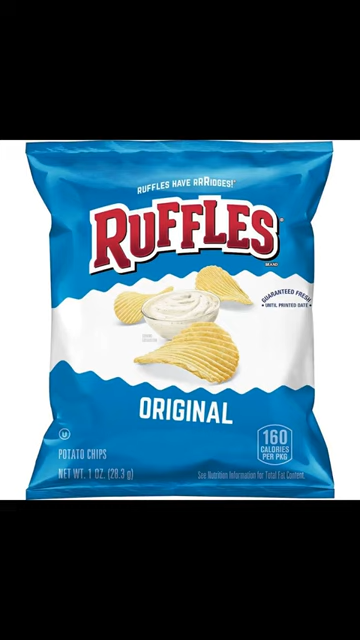 RUFFLES HAVE RRRIDGES!
RUFFLES
BRAND
GUARANTEED FRESH
• UNTIL PRINTED DATE •
ORIGINAL
U
160
CALORIES
PER PKG
POTATO CHIPS
NET WT. 1 OZ. (28.3 g)
See Nutrition Information for Total Fat Content.